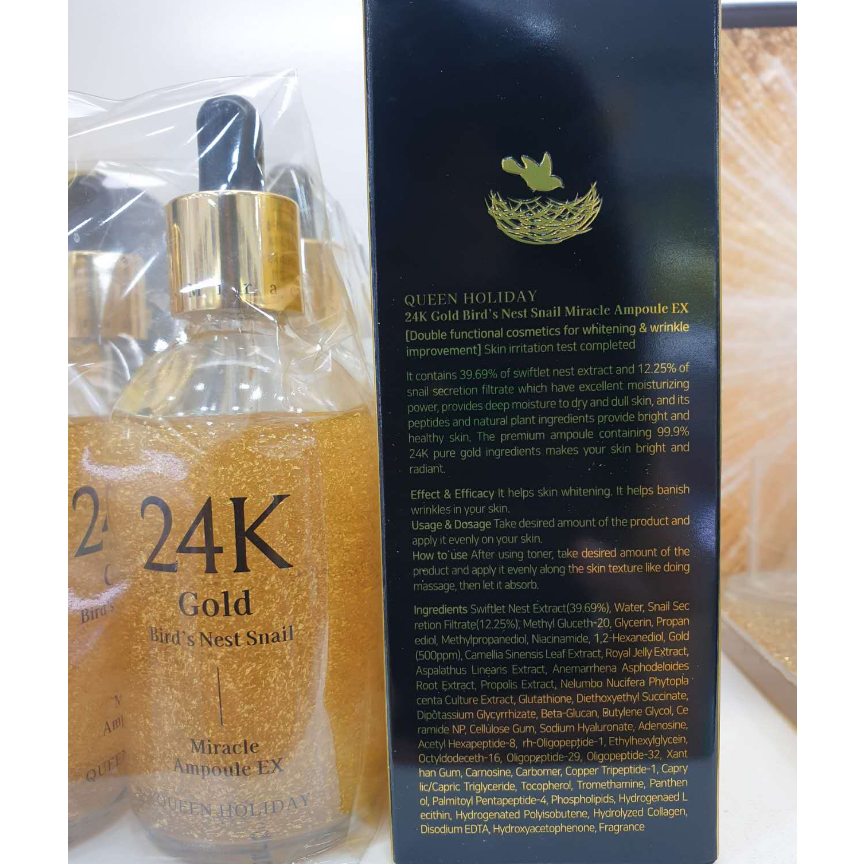 Mira
24K
Gold
Bird's Nest Snail
Miracle
Ampoule EX
QUEEN HOLIDAY
QUEEN HOLIDAY
24K Gold Bird's Nest Snail Miracle Ampoule EX
[Double functional cosmetics for whitening & wrinkle
improvement] Skin irritation test completed
It contains 39.69% of swiftlet nest extract and 12.25% of
snail secretion filtrate which have excellent moisturizing
power, provides deep moisture to dry and dull skin, and its
peptides and natural plant ingredients provide bright and
healthy skin. The premium ampoule containing 99.9%
24K pure gold ingredients makes your skin bright and
radiant.
Effect & Efficacy It helps skin whitening. It helps banish
wrinkles in your skin.
Usage & Dosage Take desired amount of the product and
apply it evenly on your skin.
How to use After using toner, take desired amount of the
product and apply it evenly along the skin texture like doing
massage, then let it absorb.
Ingredients Swiftlet Nest Extract(39.69%), Water, Snail Sec
retion Filtrate(12.25%), Methyl Gluceth-20, Glycerin, Propan
ediol, Methylpropanediol, Niacinamide, 1,2-Hexanediol, Gold
(500ppm), Camellia Sinensis Leaf Extract, Royal Jelly Extract,
Aspalathus Linearis Extract, Anemarrhena Asphodeloides
Root Extract, Propolis Extract, Nelumbo Nucifera Phytopla
centa Culture Extract, Glutathione, Diethoxyethyl Succinate,
Dipotassium Glycyrrhizate, Beta-Glucan, Butylene Glycol, Ce
ramide NP, Cellulose Gum, Sodium Hyaluronate, Adenosine,
Acetyl Hexapeptide-8, rh-Oligopeptide-1, Ethylhexylglycein,
Octyldodeceth-16, Oligopeptide-29, Oligopeptide-32, Xant
han Gum, Carnosine, Carbomer, Copper Tripeptide-1, Capry
lic/Capric Triglyceride, Tocopherol, Tromethamine, Panthen
ol, Palmitoyl Pentapeptide-4, Phospholipids, Hydrogenaed L
ecithin, Hydrogenated Polyisobutene, Hydrolyzed Collagen,
Disodium EDTA, Hydroxyacetophenone, Fragrance